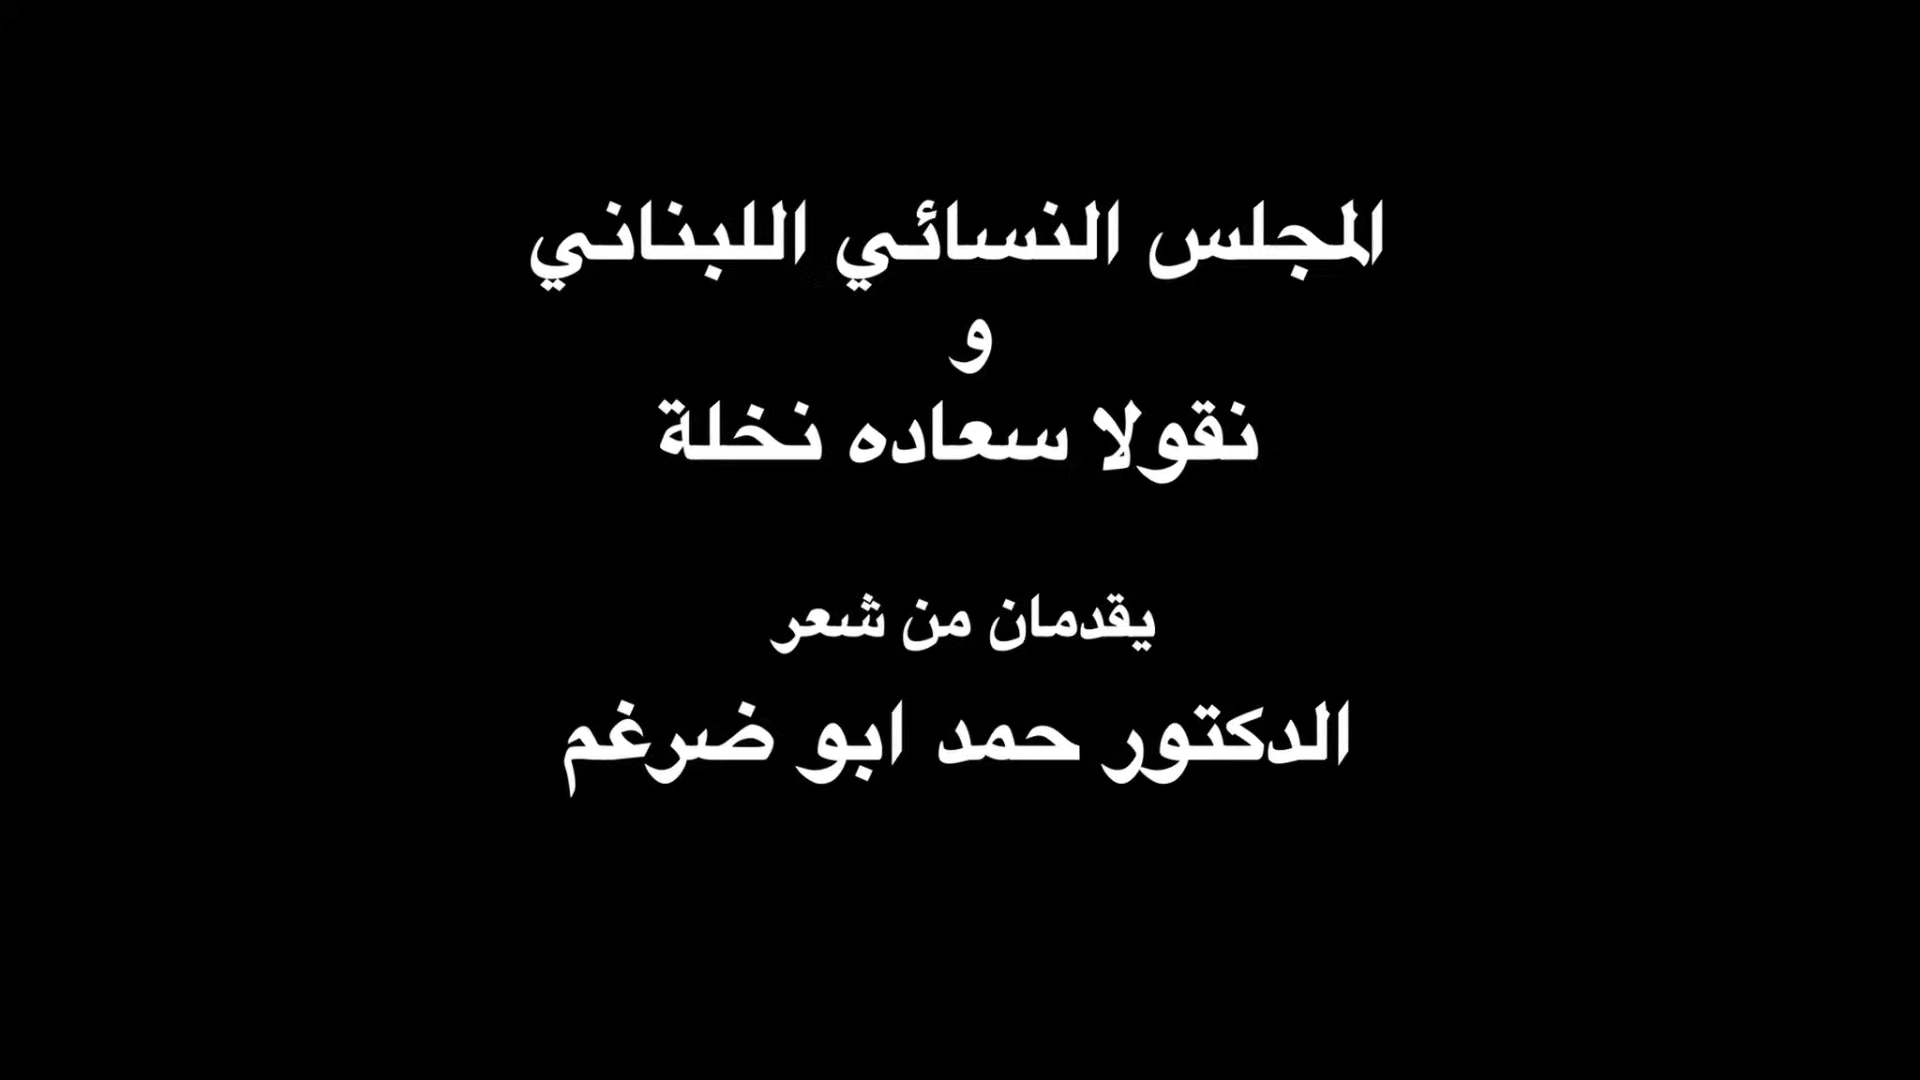 المجلس النسائي اللبناني
و
نقولا سعاده نخلة
يقدمان من شعر
الدكتور حمد ابو ضرغم